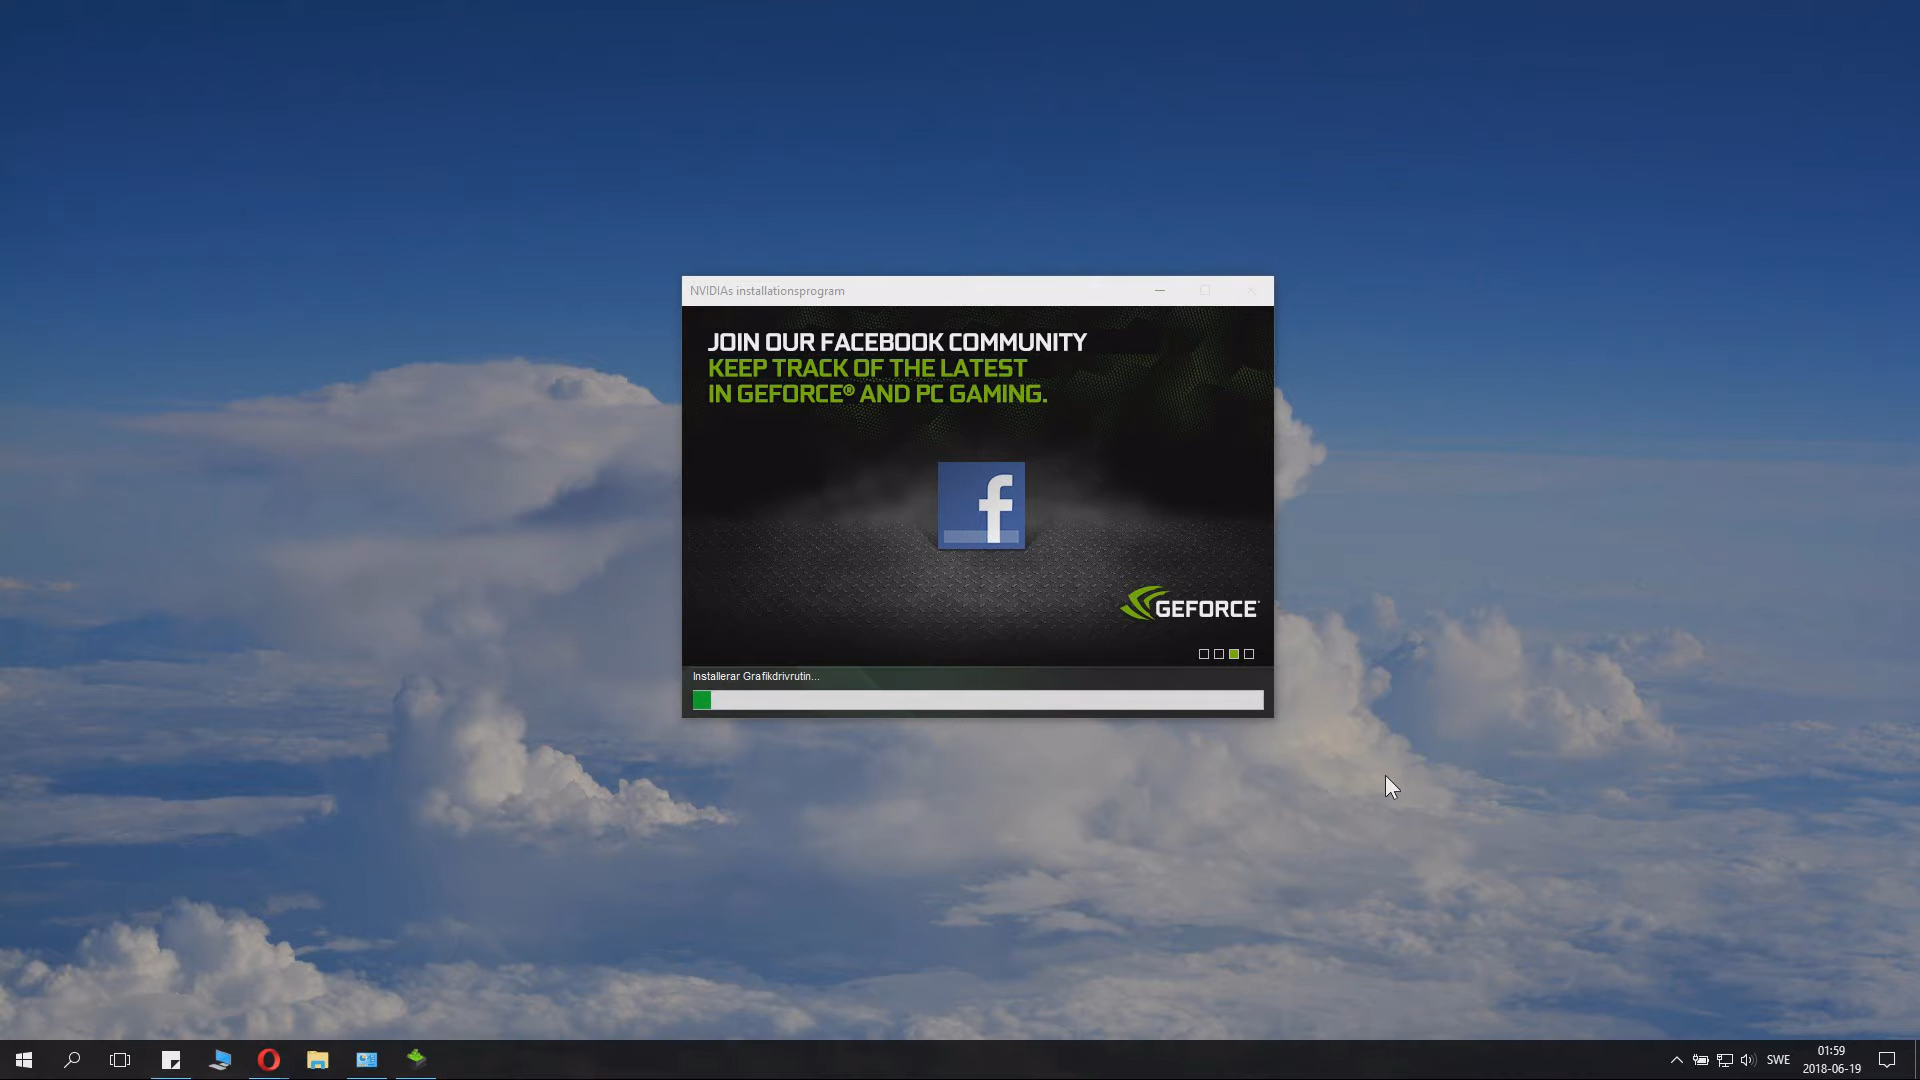 NVIDIAs installationsprogram
JOIN OUR FACEBOOK COMMUNITY
KEEP TRACK OF THE LATEST
IN GEFORCE® AND PC GAMING.
f
GEFORCE
Installerar Grafikdrivrutin...
SWE
01:59
2018-06-19